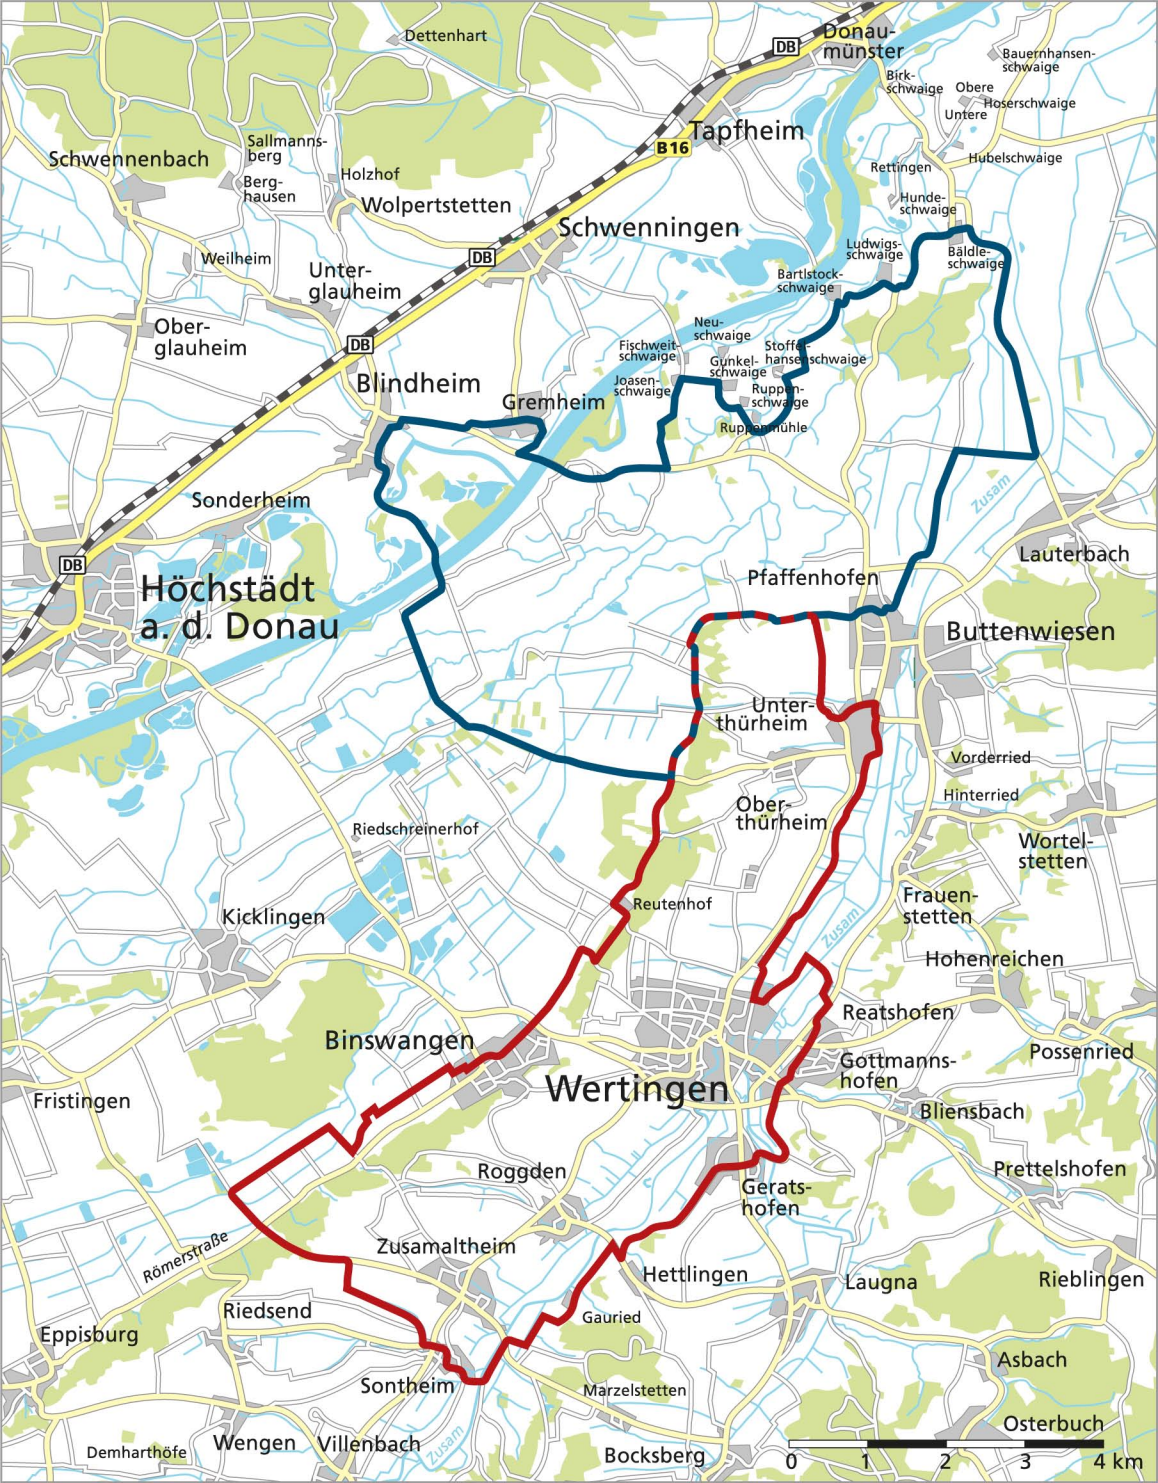 Dettenhart
DB
Donau-
münster
Bauernhansen-
schwaige
Birk-
schwaige
Obere
Hoserschwaige
Untere
Tapfheim
B16
Schwennenbach
Sallmanns-
berg
Holzhof
Berg-
hausen
Hubelschwaige
Rettingen
Hunde-
schwaige
Wolpertstetten
Schwenningen
Weilheim
DB
Unter-
glauheim
Ludwigs-
schwaige
Bäldle-
schwaige
Bartlstock-
schwaige
Ober-
glauheim
DB
Neu-
schwaige
Fischweit-
schwaige
Stoffel-
hansenschwaige
Gunkel-
schwaige
Joasen-
schwaige
Ruppen-
schwaige
Ruppenmühle
Blindheim
Gremheim
Sonderheim
Zusam
DB
Lauterbach
Höchstädt
a. d. Donau
Pfaffenhofen
Buttenwiesen
Unter-
thürheim
Vorderried
Hinterried
Ober-
thürheim
Riedschreinerhof
Wortel-
stetten
Reutenhof
Frauen-
stetten
Kicklingen
Zusam
Hohenreichen
Reatshofen
Binswangen
Possenried
Gottmanns-
hofen
Wertingen
Fristingen
Bliensbach
Roggden
Prettelshofen
Gerats-
hofen
Römerstraße
Zusamaltheim
Hettlingen
Laugna
Rieblingen
Riedsend
Gauried
Eppisburg
Asbach
Sontheim
Marzelstetten
Osterbuch
Demharthöfe
Wengen
Villenbach
Zusam
Bocksberg
0 1 2 3 4 km